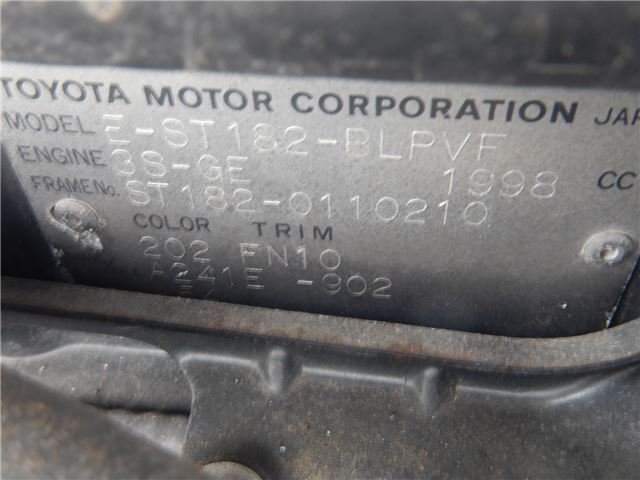 TOYOTA MOTOR CORPORATION JAP
MODEL E-ST182-BLPVF
ENGINE 3S-GE 1998 CC
FRAME No. ST182-0110210
COLOR TRIM
202 FN10
A241E -902